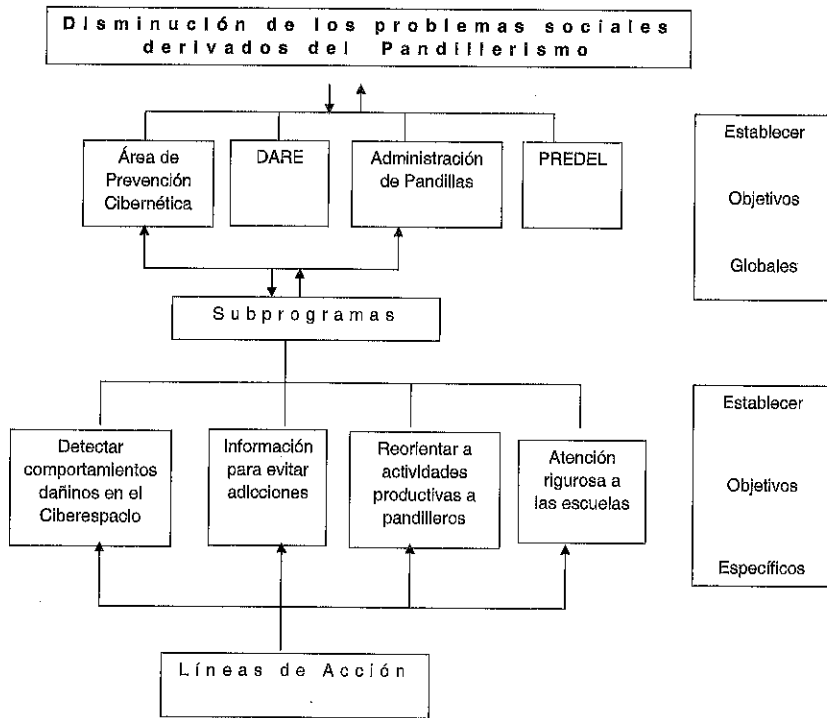 Disminución de los problemas sociales
derivados del Pandillerismo
Área de
Prevención
Cibernética
DARE
Administración
de Pandillas
PREDEL
Establecer
Objetivos
Globales
Subprogramas
Detectar
comportamientos
dañinos en el
Ciberespacio
Información
para evitar
adicciones
Reorientar a
actividades
productivas a
pandilleros
Atención
rigurosa a
las escuelas
Establecer
Objetivos
Específicos
Líneas de Acción